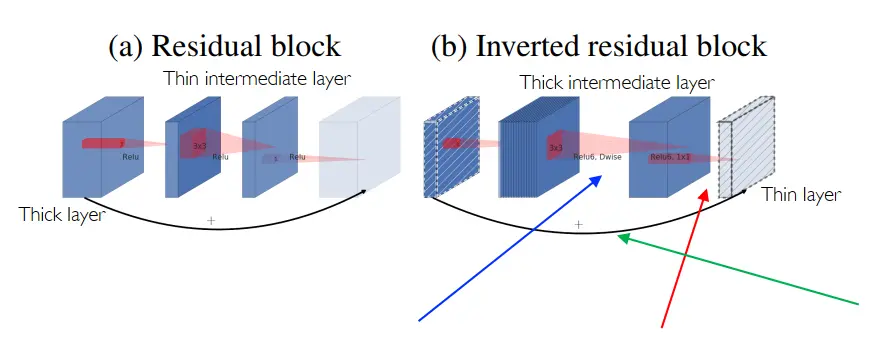 (a) Residual block
(b) Inverted residual block
Thin intermediate layer
Thick intermediate layer
Relu
3x3
Relu
Relu
3x3
Relu6, Dwise
Relu6, 1x1
Thick layer
+
Thin layer
+